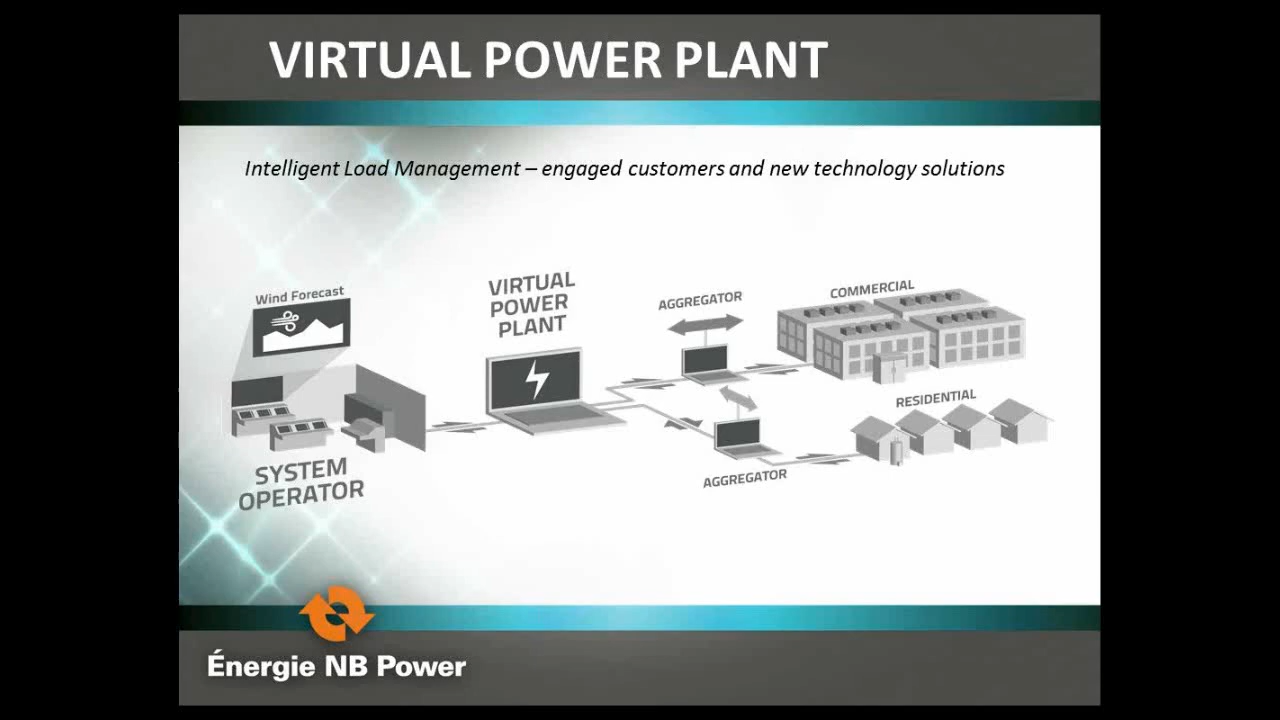 VIRTUAL POWER PLANT
Intelligent Load Management – engaged customers and new technology solutions
Wind Forecast
SYSTEM
OPERATOR
VIRTUAL
POWER
PLANT
AGGREGATOR
COMMERCIAL
RESIDENTIAL
AGGREGATOR
Énergie NB Power